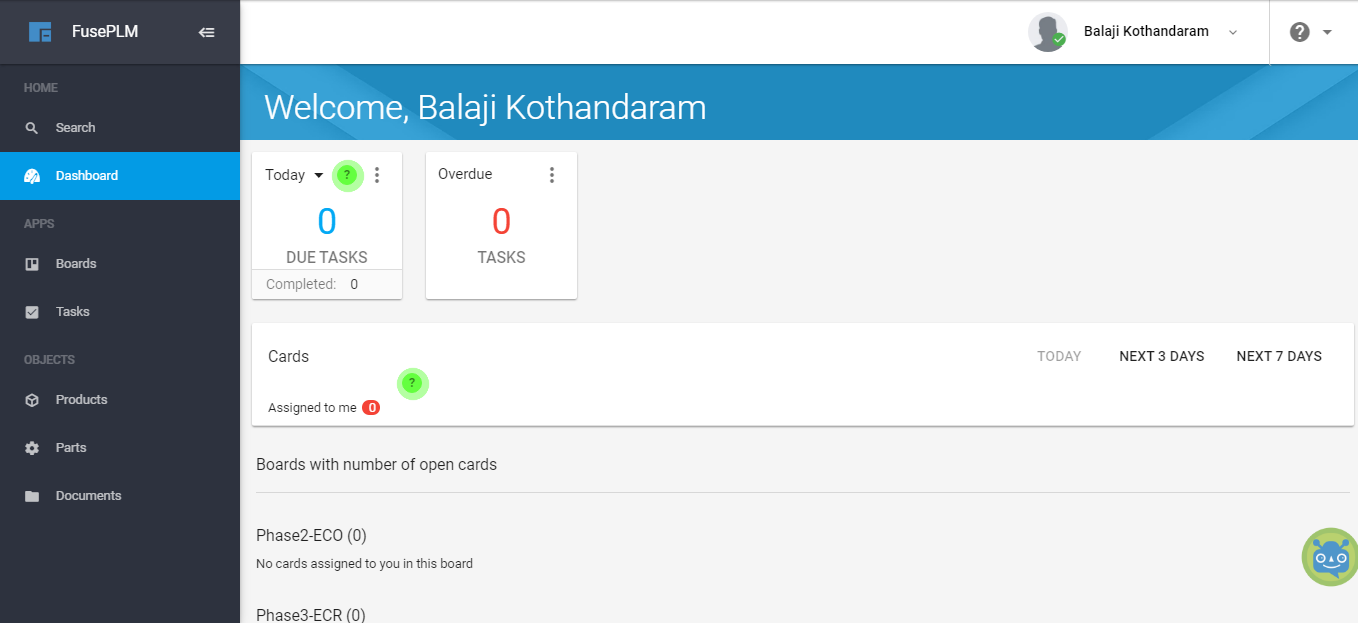 FusePLM
HOME
Search
Dashboard
APPS
Boards
Tasks
OBJECTS
Products
Parts
Documents
Balaji Kothandaram
?
Welcome, Balaji Kothandaram
Today ?
0
DUE TASKS
Completed: 0
Overdue
0
TASKS
Cards
TODAY NEXT 3 DAYS NEXT 7 DAYS
?
Assigned to me 0
Boards with number of open cards
Phase2-ECO (0)
No cards assigned to you in this board
Phase3-ECR (0)